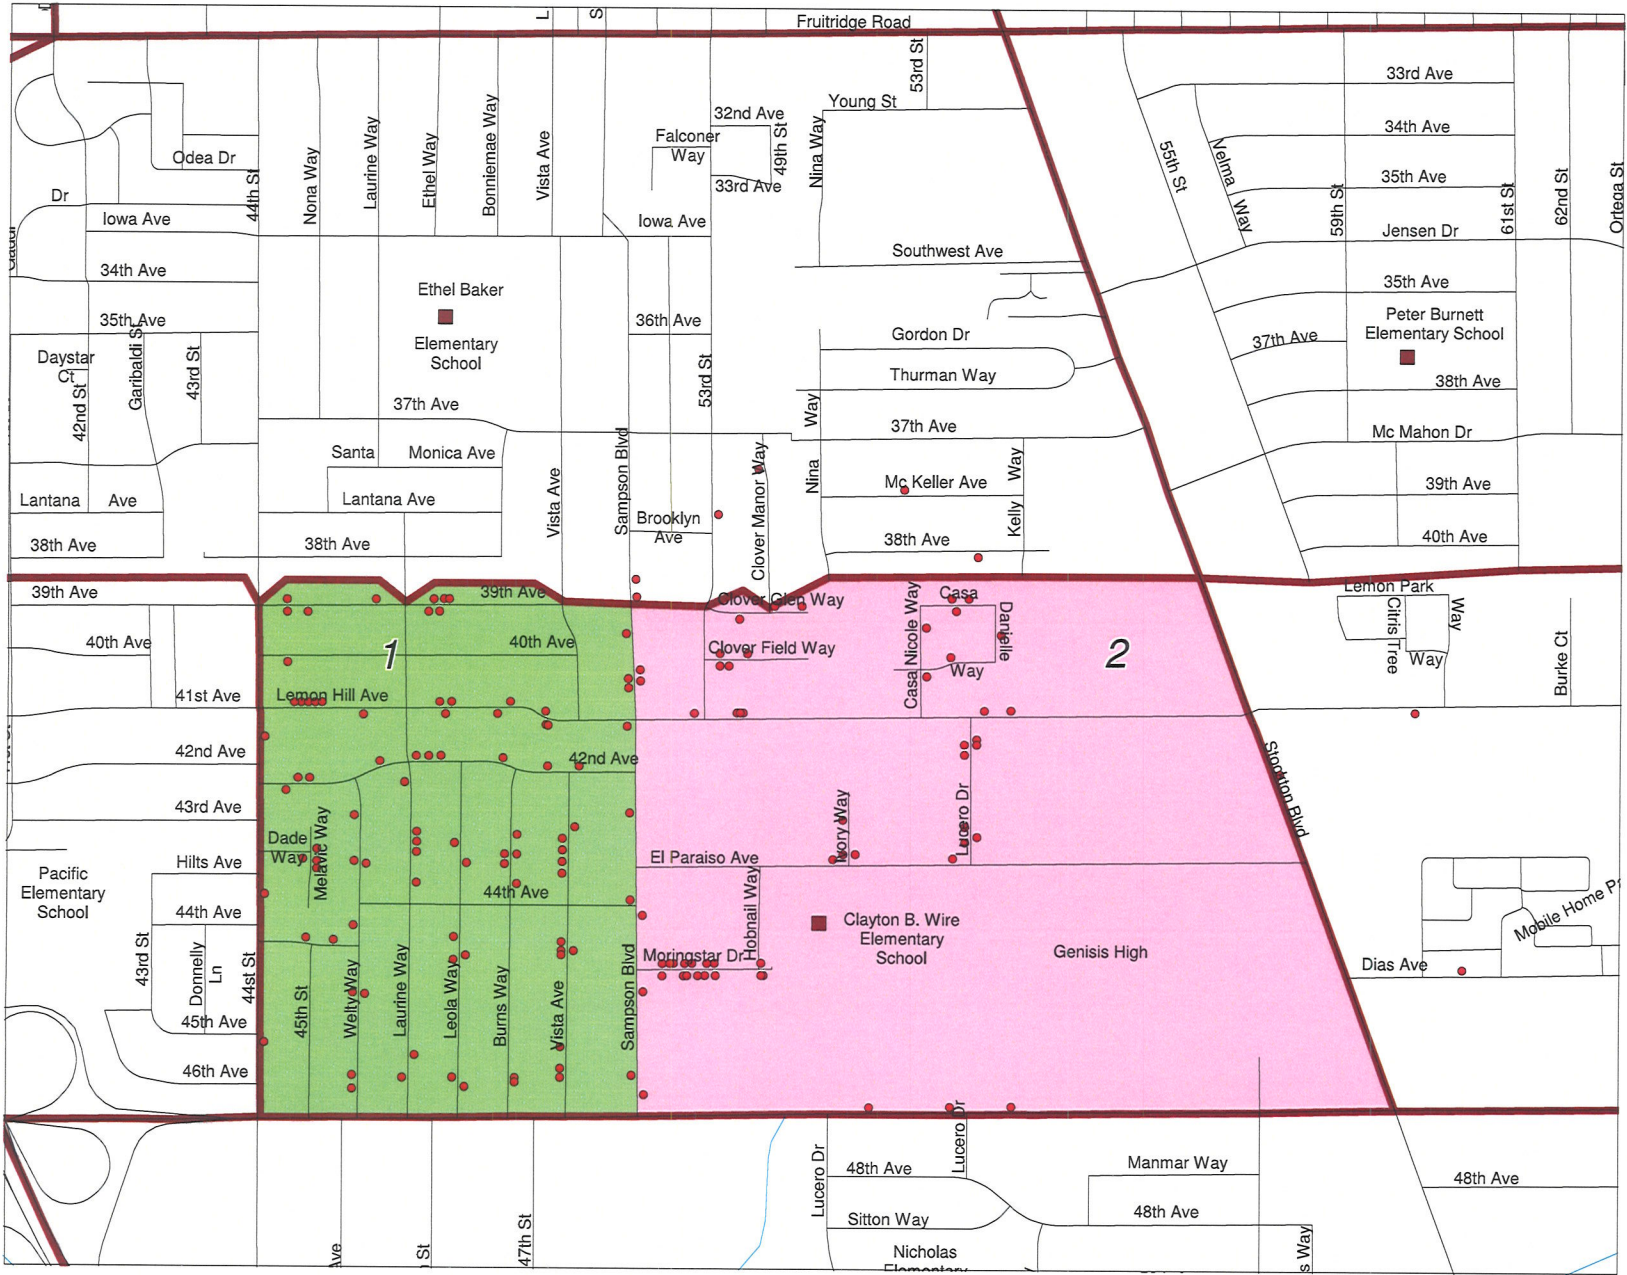 Fruitridge Road
L
S
53rd St
33rd Ave
Young St
32nd Ave
34th Ave
Falconer
Way
49th St
Nina Way
55th St
Velma
Way
Odea Dr
33rd Ave
35th Ave
44th St
Nona Way
Laurine Way
Ethel Way
Bonniemae Way
Vista Ave
59th St
61st St
62nd St
Ortega St
Dr
Iowa Ave
Iowa Ave
Jensen Dr
Southwest Ave
34th Ave
35th Ave
Ethel Baker
Elementary
School
35th Ave
36th Ave
Peter Burnett
Elementary School
Gordon Dr
37th Ave
Daystar
Ct
42nd St
Garibaldi St
43rd St
53rd St
Thurman Way
38th Ave
37th Ave
Nina
Way
37th Ave
Mc Mahon Dr
Santa
Monica Ave
Vista Ave
Sampson Blvd
Clover Manor Way
Mc Keller Ave
Kelly
Way
39th Ave
Lantana
Ave
Lantana Ave
Brooklyn
Ave
38th Ave
38th Ave
38th Ave
40th Ave
39th Ave
39th Ave
Clover Glen Way
Casa
Lemon Park
40th Ave
1
40th Ave
Clover Field Way
Casa Nicole Way
Danielle
Way
2
Citris Tree
Way
Way
Burke Ct
41st Ave
Lemon Hill Ave
42nd Ave
42nd Ave
Stockton Blvd
43rd Ave
Melavic Way
Ivory Way
Lucero Dr
Dade
Way
Hilts Ave
El Paraiso Ave
Pacific
Elementary
School
44th Ave
44th Ave
Hobnail Way
Clayton B. Wire
Elementary
School
Genisis High
Mobile Home
Moringstar Dr
Dias Ave
43rd St
Donnelly
Ln
44st St
45th St
Welty Way
Laurine Way
Leola Way
Burns Way
Vista Ave
Sampson Blvd
45th Ave
46th Ave
Lucero Dr
Lucero Dr
48th Ave
Manmar Way
48th Ave
Sitton Way
48th Ave
Ave
St
47th St
Nicholas
Elementary
s Way